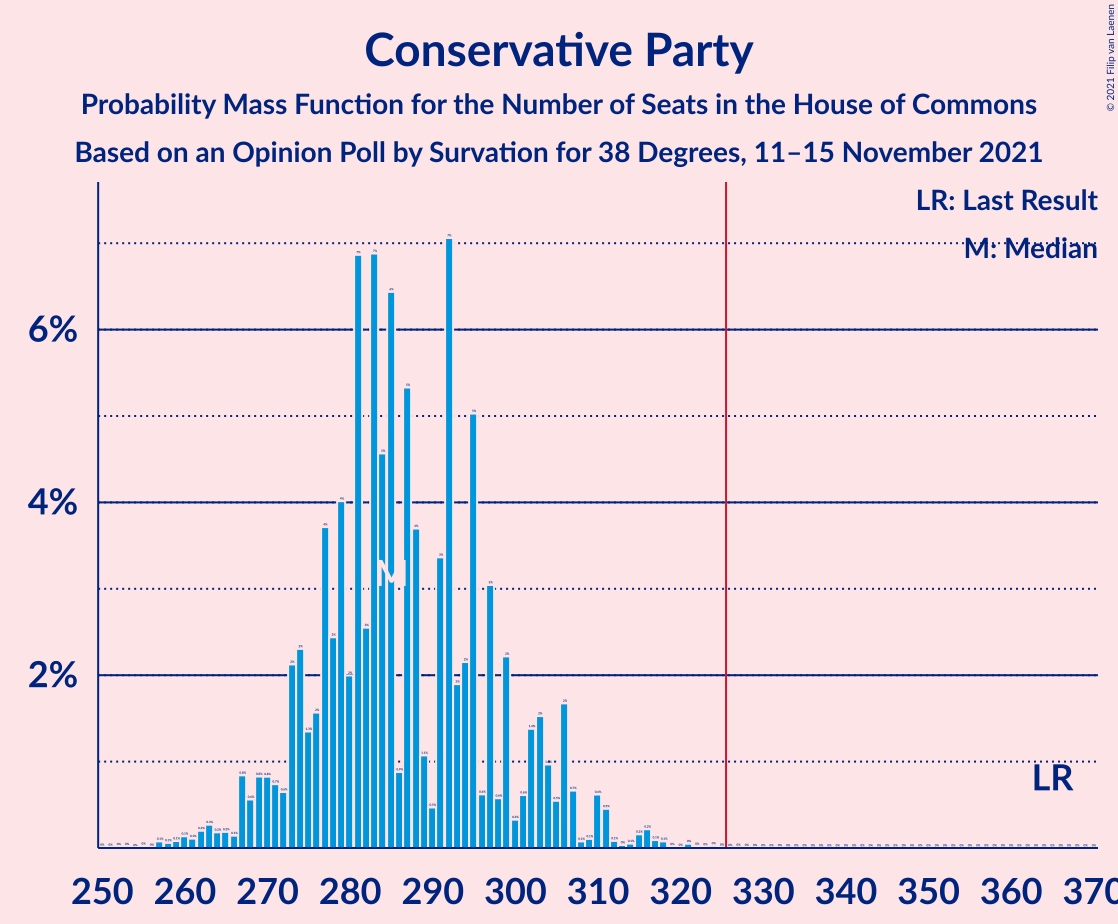 Conservative Party
Probability Mass Function for the Number of Seats in the House of Commons
Based on an Opinion Poll by Survation for 38 Degrees, 11–15 November 2021
© 2021 Filip van Laenen
LR: Last Result
M: Median
6%
4%
2%
M
LR
250 260 270 280 290 300 310 320 330 340 350 360 370